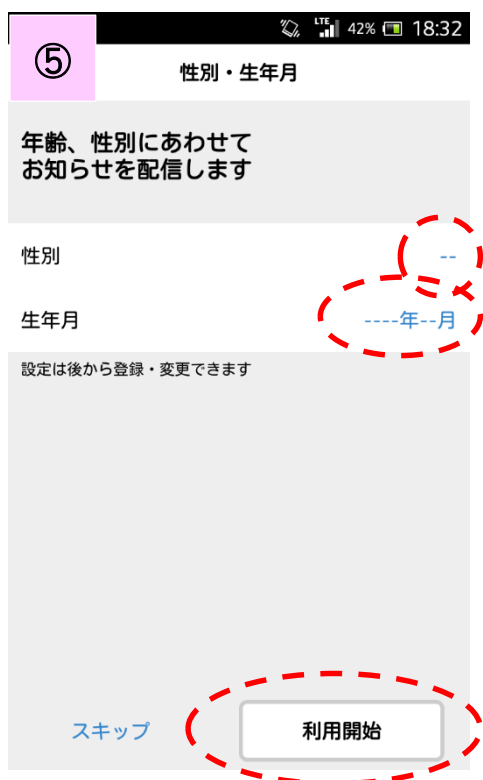 LTE 42% 18:32
⑤
性別・生年月
年齢、性別にあわせて
お知らせを配信します
性別 --
生年月 ----年--月
設定は後から登録・変更できます
スキップ 利用開始